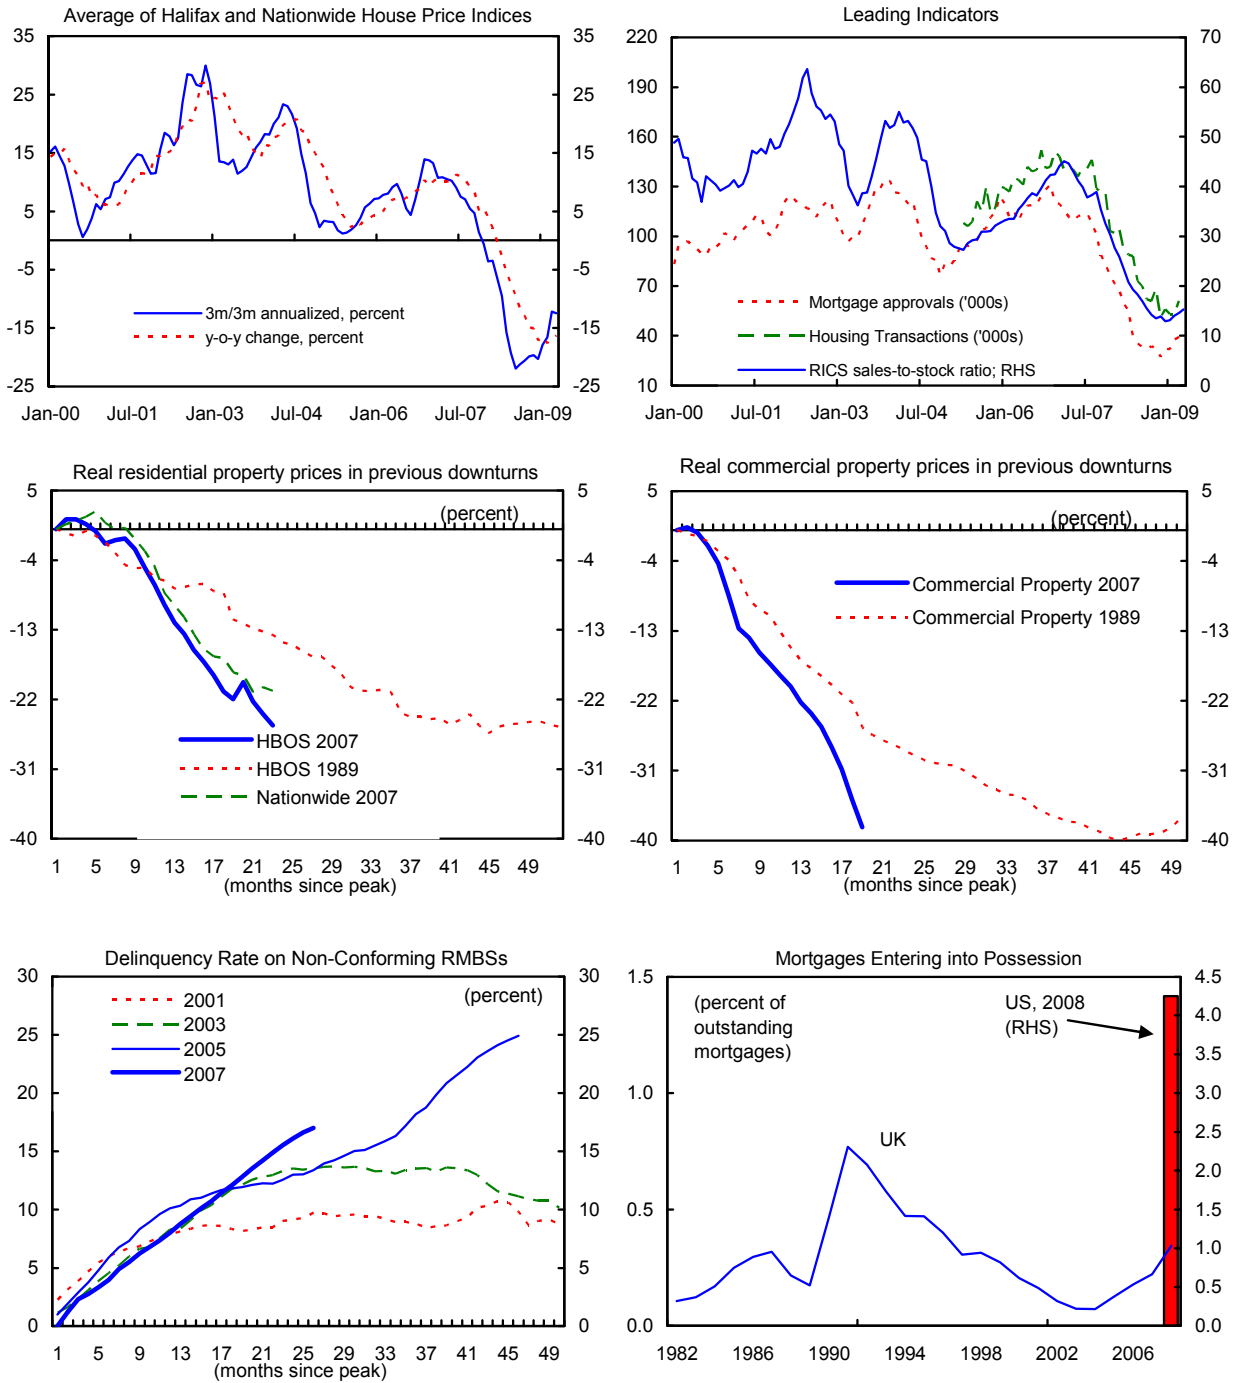 Average of Halifax and Nationwide House Price Indices
35 35
25 25
15 15
5 5
-5 -5
-15 -15
-25 -25
3m/3m annualized, percent
y-o-y change, percent
Jan-00 Jul-01 Jan-03 Jul-04 Jan-06 Jul-07 Jan-09
Leading Indicators
220 70
190 60
160 50
130 40
100 30
70 20
40 10
10 0
Mortgage approvals ('000s)
Housing Transactions ('000s)
RICS sales-to-stock ratio; RHS
Jan-00 Jul-01 Jan-03 Jul-04 Jan-06 Jul-07 Jan-09
Real residential property prices in previous downturns
5 5
(percent)
-4 -4
-13 -13
-22 -22
-31 -31
-40 -40
HBOS 2007
HBOS 1989
Nationwide 2007
1 5 9 13 17 21 25 29 33 37 41 45 49
(months since peak)
Real commercial property prices in previous downturns
5 5
(percent)
-4 -4
-13 -13
-22 -22
-31 -31
-40 -40
Commercial Property 2007
Commercial Property 1989
1 5 9 13 17 21 25 29 33 37 41 45 49
(months since peak)
Delinquency Rate on Non-Conforming RMBSs
30 30
25 25
20 20
15 15
10 10
5 5
0 0
(percent)
2001
2003
2005
2007
1 5 9 13 17 21 25 29 33 37 41 45 49
(months since peak)
Mortgages Entering into Possession
1.5 4.5
4.0
3.5
1.0 3.0
2.5
2.0
0.5 1.5
1.0
0.5
0.0 0.0
(percent of
outstanding
mortgages)
US, 2008
(RHS)
UK
1982 1986 1990 1994 1998 2002 2006